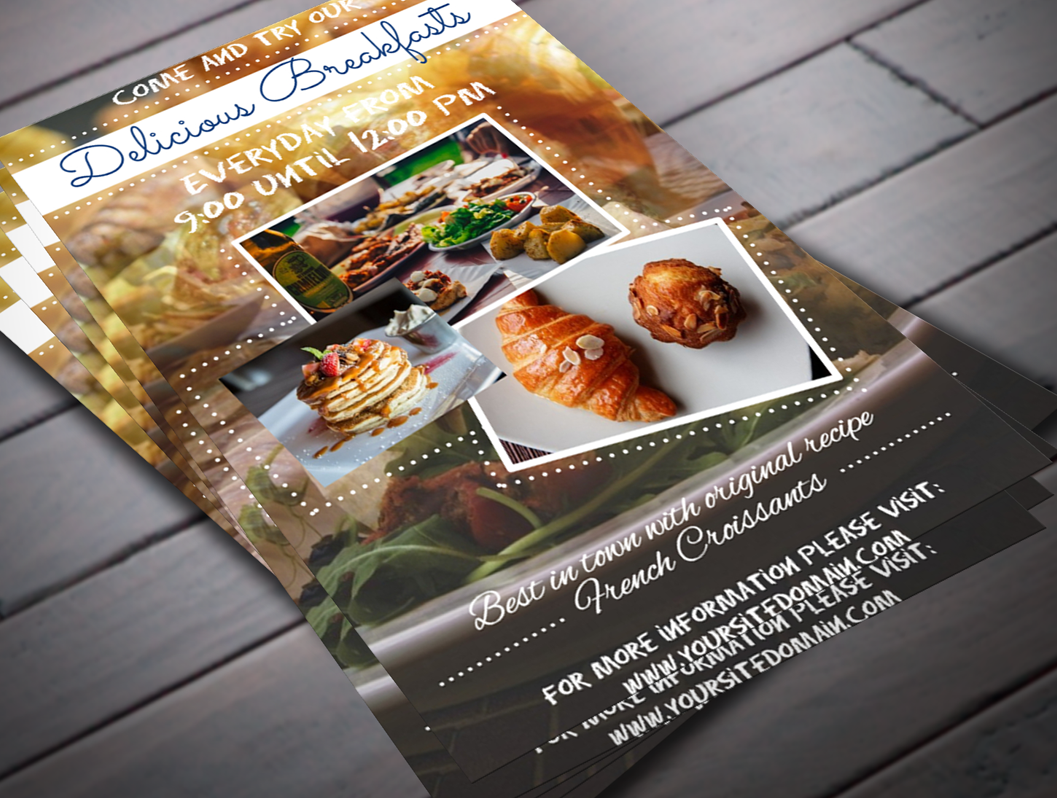 COME AND TRY OUR
Delicious Breakfasts
EVERYDAY FROM
9:00 UNTIL 12:00 PM
Best in town with original recipe
French Croissants
FOR MORE INFORMATION PLEASE VISIT:
WWW.YOURSITEDOMAIN.COM
FOR MORE INFORMATION PLEASE VISIT:
WWW.YOURSITEDOMAIN.COM